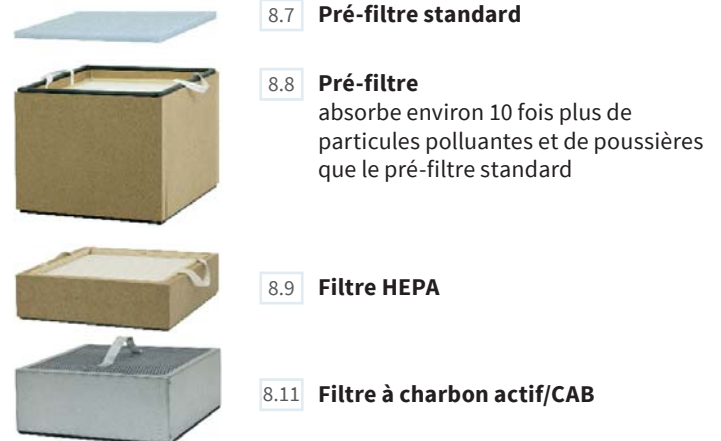 8.7 Pré-filtre standard
8.8 Pré-filtre
absorbe environ 10 fois plus de
particules polluantes et de poussières
que le pré-filtre standard
8.9 Filtre HEPA
8.11 Filtre à charbon actif/CAB